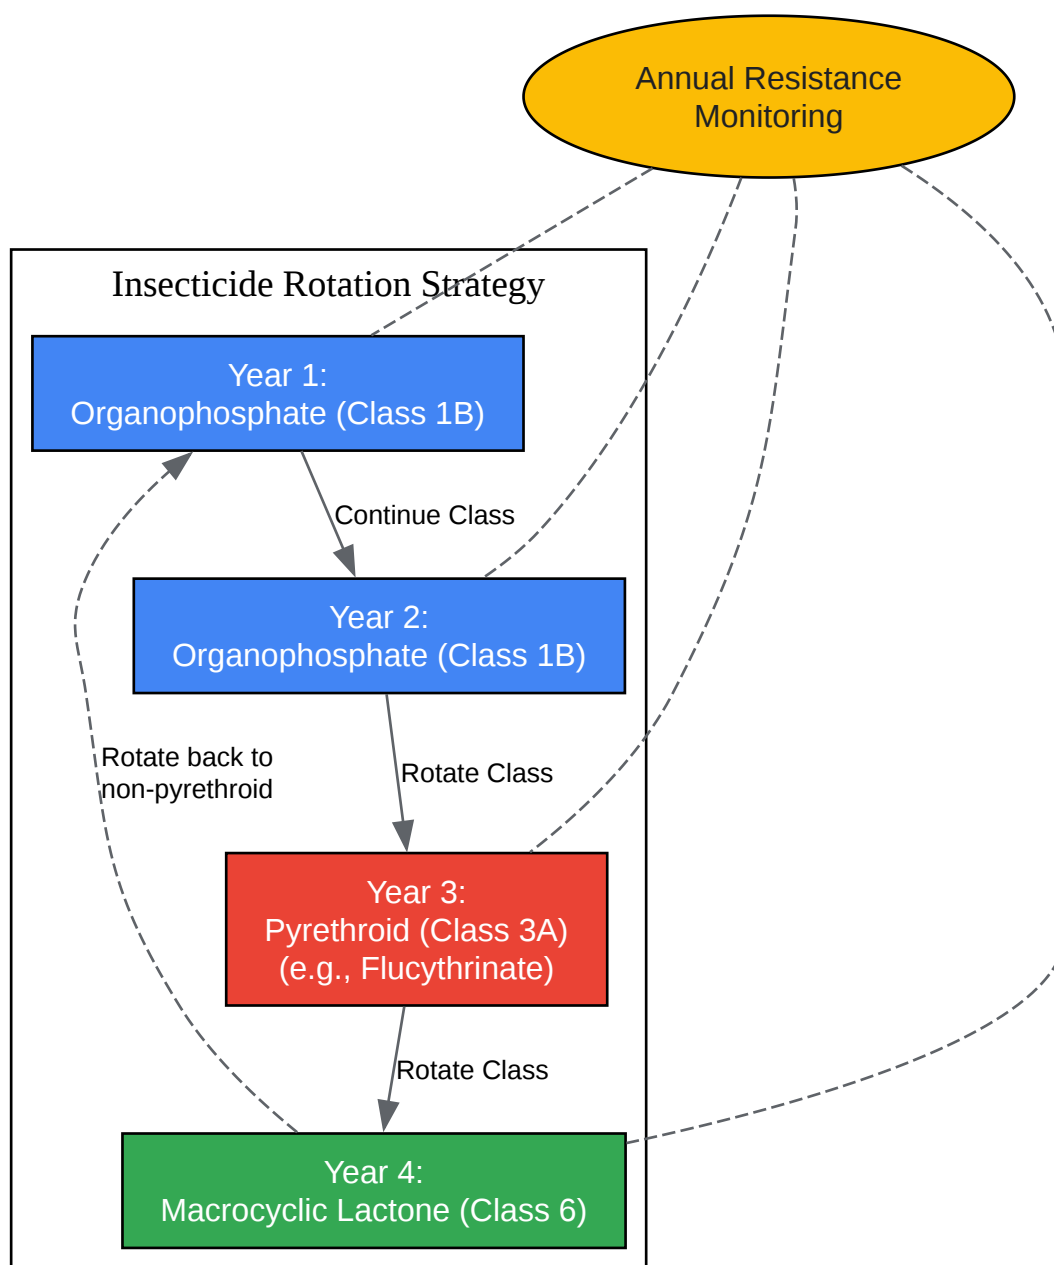 Annual Resistance
Monitoring
Insecticide Rotation Strategy
Year 1:
Organophosphate (Class 1B)
Continue Class
Year 2:
Organophosphate (Class 1B)
Rotate back to
non-pyrethroid
Rotate Class
Year 3:
Pyrethroid (Class 3A)
(e.g., Flucythrinate)
Rotate Class
Year 4:
Macrocyclic Lactone (Class 6)